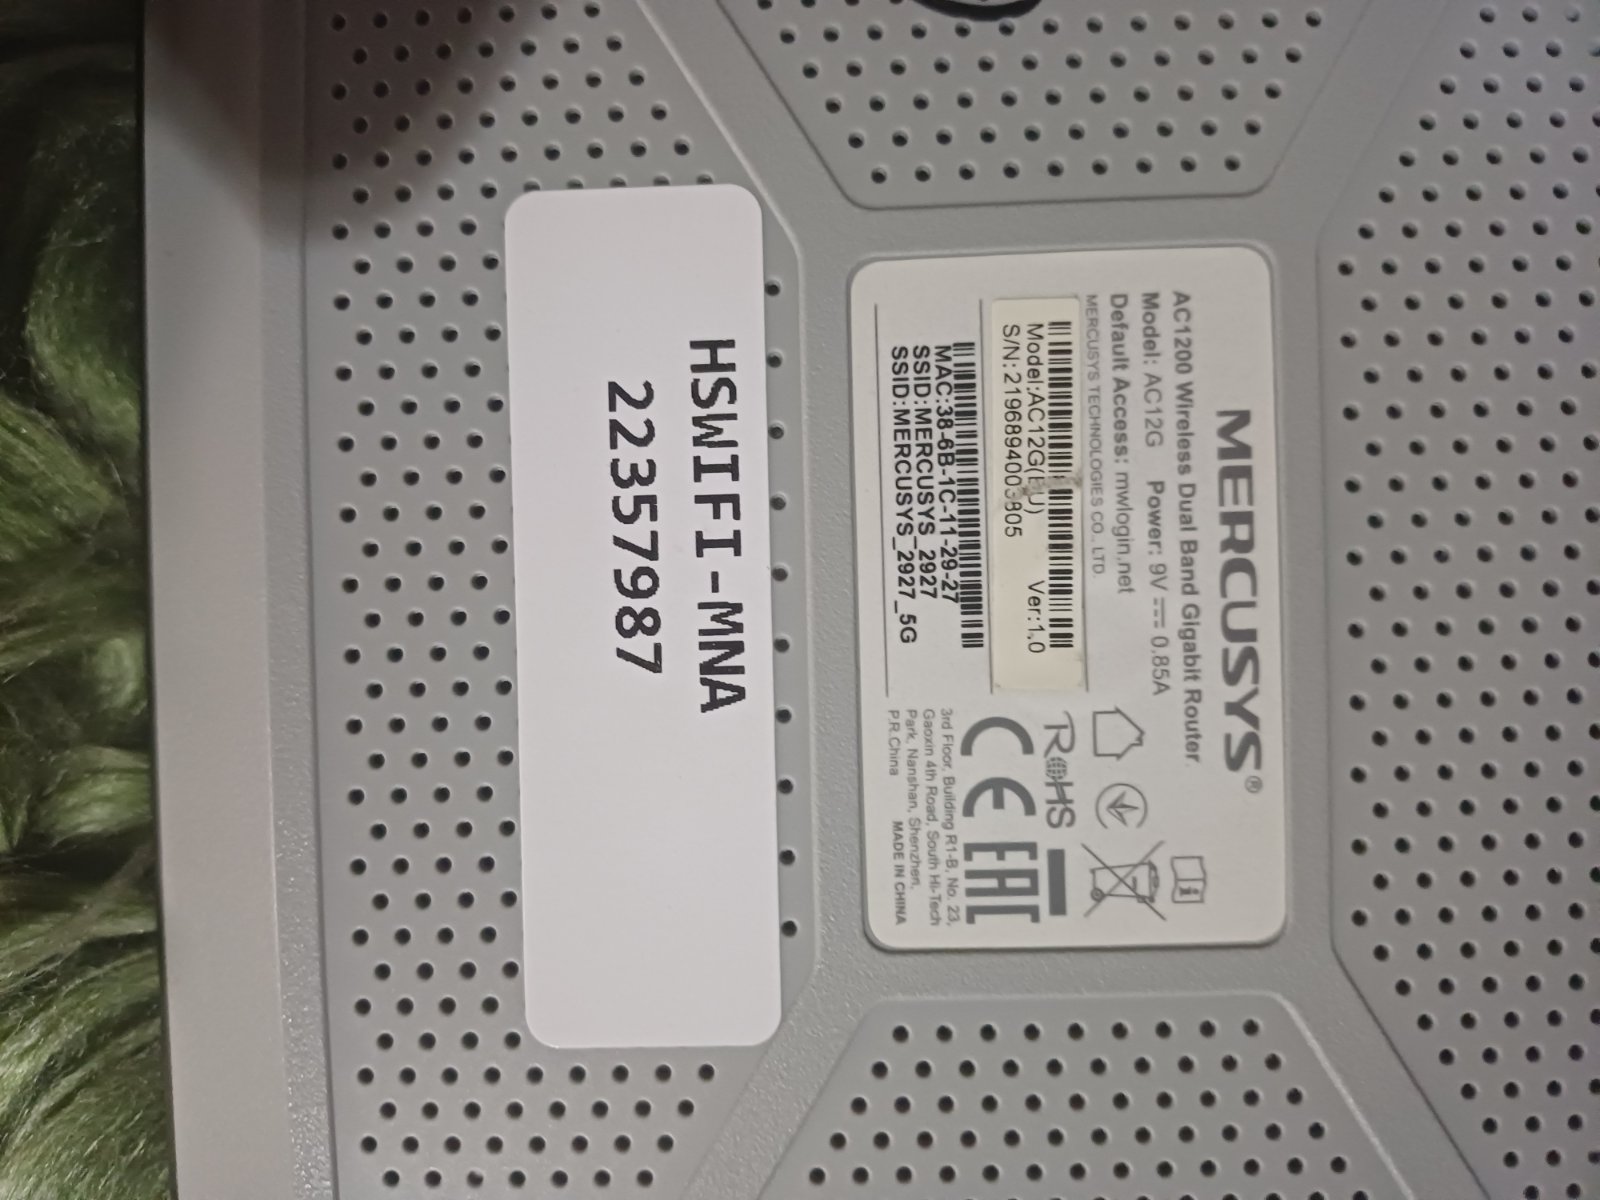 MERCUSYS®
AC1200 Wireless Dual Band Gigabit Router
Model: AC12G Power: 9V 0.85A
Default Access: mwlogin.net
MERCUSYS TECHNOLOGIES CO., LTD.
Model:AC12G(EU) Ver:1.0
S/N:2196894003805
MAC:38-6B-1C-11-29-27
SSID:MERCUSYS_2927
SSID:MERCUSYS_2927_5G
RoHS
CE EAC
3rd Floor, Building R1-B, No. 23,
Gaoxin 4th Road, South Hi-Tech
Park, Nanshan, Shenzhen,
P.R.China MADE IN CHINA
HSWIFI-MNA
22357987